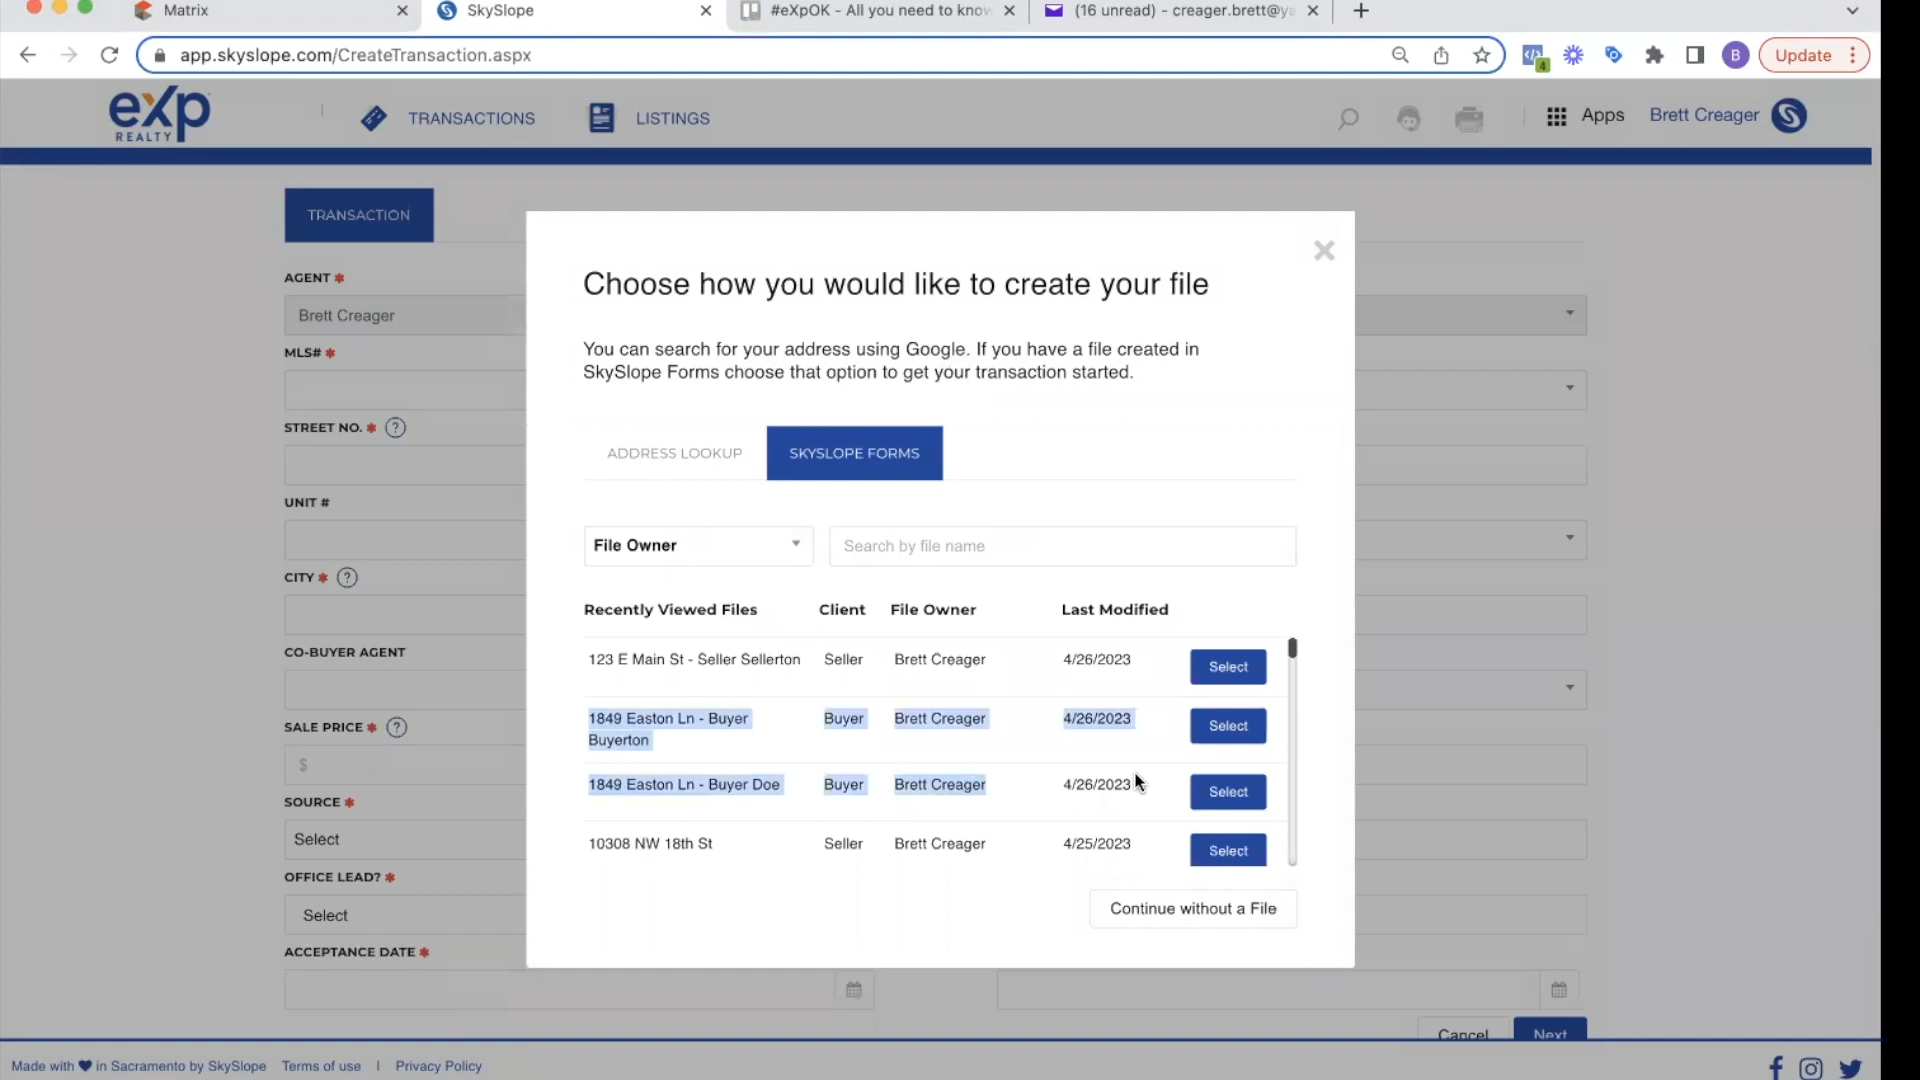 Matrix
SkySlope
#eXpOK - All you need to know
(16 unread) - creager.brett@ya
app.skyslope.com/CreateTransaction.aspx
4
B
Update
eXp
REALTY
TRANSACTIONS
LISTINGS
Apps
Brett Creager
TRANSACTION
AGENT *
Brett Creager
MLS# *
STREET NO. * ?
UNIT #
CITY * ?
CO-BUYER AGENT
SALE PRICE * ?
$
SOURCE *
Select
OFFICE LEAD? *
Select
ACCEPTANCE DATE *
Choose how you would like to create your file
You can search for your address using Google. If you have a file created in
SkySlope Forms choose that option to get your transaction started.
ADDRESS LOOKUP
SKYSLOPE FORMS
File Owner
Search by file name
Recently Viewed Files Client File Owner Last Modified
123 E Main St - Seller Sellerton Seller Brett Creager 4/26/2023 Select
1849 Easton Ln - Buyer Buyer Brett Creager 4/26/2023 Select
Buyerton
1849 Easton Ln - Buyer Doe Buyer Brett Creager 4/26/2023 Select
10308 NW 18th St Seller Brett Creager 4/25/2023 Select
Continue without a File
Cancel
Next
Made with ♥ in Sacramento by SkySlope Terms of use | Privacy Policy